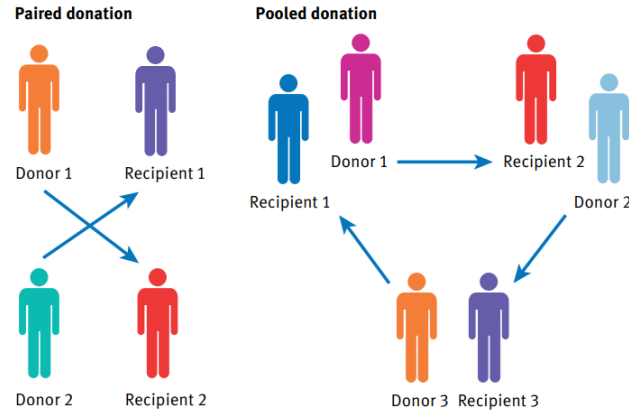 Paired donation
Donor 1
Recipient 1
Donor 2
Recipient 2
Pooled donation
Recipient 1
Donor 1
Recipient 2
Donor 2
Donor 3
Recipient 3